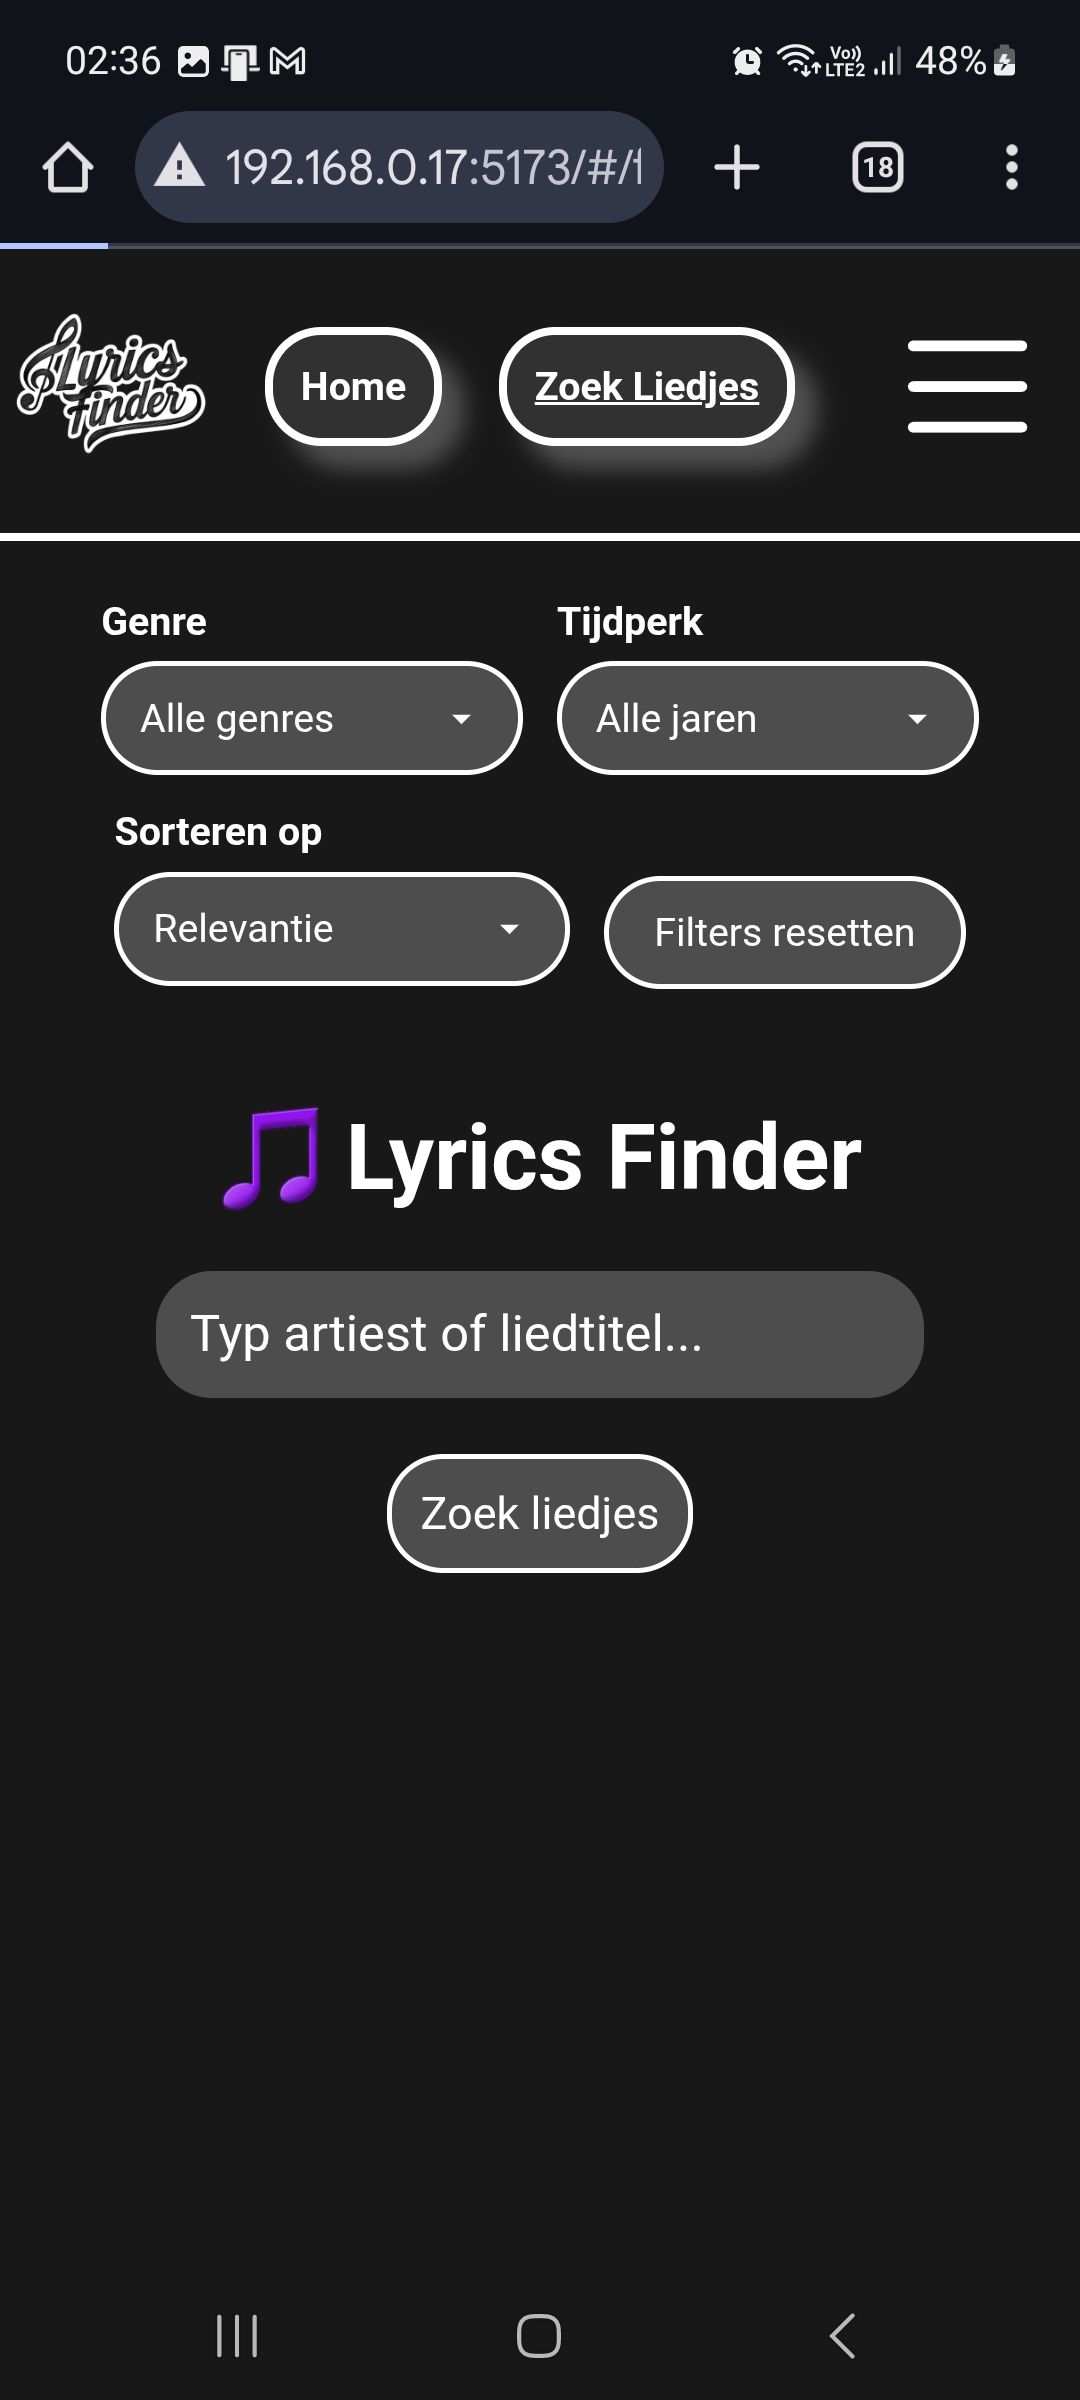 02:36
Vo))
LTE2
48%
192.168.0.17:5173/#/f
18
Lyrics
Finder
Home
Zoek Liedjes
Genre
Tijdperk
Alle genres
Alle jaren
Sorteren op
Relevantie
Filters resetten
🎵 Lyrics Finder
Typ artiest of liedtitel...
Zoek liedjes